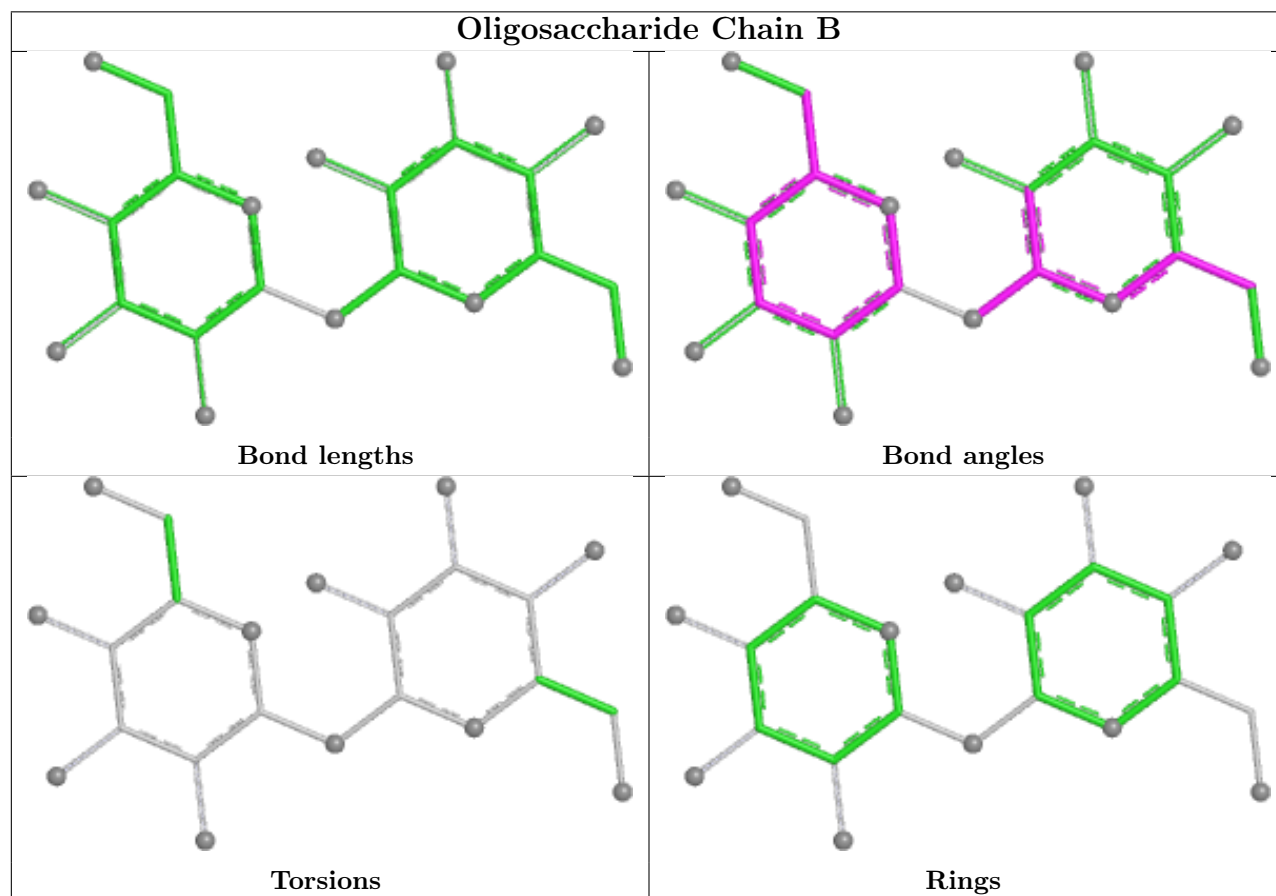 Oligosaccharide Chain B
Bond lengths
Bond angles
Torsions
Rings